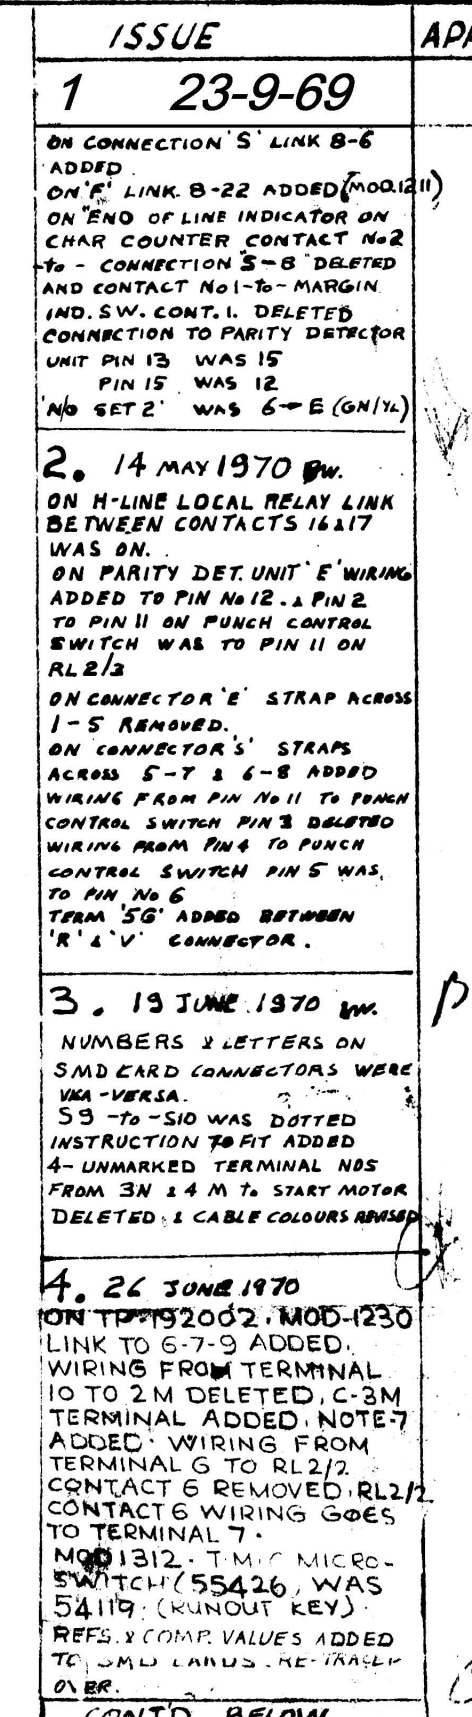 ISSUE APP
1 23-9-69
ON CONNECTION 'S' LINK 8-6
ADDED.
ON 'F' LINK. 8-22 ADDED (MOD.1211)
ON "END OF LINE INDICATOR ON
CHAR COUNTER CONTACT No2
-to- CONNECTION "S-8" DELETED
AND CONTACT No1-to-MARGIN
IND. SW. CONT. 1. DELETED
CONNECTION TO PARITY DETECTOR
UNIT PIN 13 WAS 15
PIN 15 WAS 12
'N/O SET 2' WAS 6→E (GN/YL)
2. 14 MAY 1970
ON H-LINE LOCAL RELAY LINK
BETWEEN CONTACTS 16 & 17
WAS ON.
ON PARITY DET. UNIT 'E' WIRING
ADDED TO PIN No 12. & PIN 2
TO PIN 11 ON PUNCH CONTROL
SWITCH WAS TO PIN 11 ON
RL 2/3
ON CONNECTOR 'E' STRAP ACROSS
1-5 REMOVED.
ON CONNECTOR 'S' STRAPS
ACROSS 5-7 & 6-8 ADDED
WIRING FROM PIN No 11 TO PUNCH
CONTROL SWITCH PIN 3 DELETED
WIRING FROM PIN 4 TO PUNCH
CONTROL SWITCH PIN 5 WAS
TO PIN No 6
TERM 'SG' ADDED BETWEEN
'R' & 'V' CONNECTOR.
3. 19 JUNE 1970
NUMBERS & LETTERS ON
SMD CARD CONNECTORS WERE
VICA-VERSA.
S9 -to- S10 WAS DOTTED
INSTRUCTION TO FIT ADDED
4- UNMARKED TERMINAL NOS
FROM 3N & 4 M to START MOTOR
DELETED & CABLE COLOURS REVISED
4. 26 JUNE 1970
ON TP 792002. MOD-1230
LINK TO 6-7-9 ADDED.
WIRING FROM TERMINAL
10 TO 2M DELETED, C-3M
TERMINAL ADDED. NOTE-7
ADDED. WIRING FROM
TERMINAL G TO RL2/2
CONTACT 6 REMOVED. RL2/2
CONTACT 6 WIRING GOES
TO TERMINAL 7.
MOD 1312. T.M.C MICRO-
SWITCH (55426, WAS
54119. (RUNOUT KEY).
REFS. & COMP. VALUES ADDED
TO SMD CARDS. RE-TRACED
OVER.
CONT'D BELOW